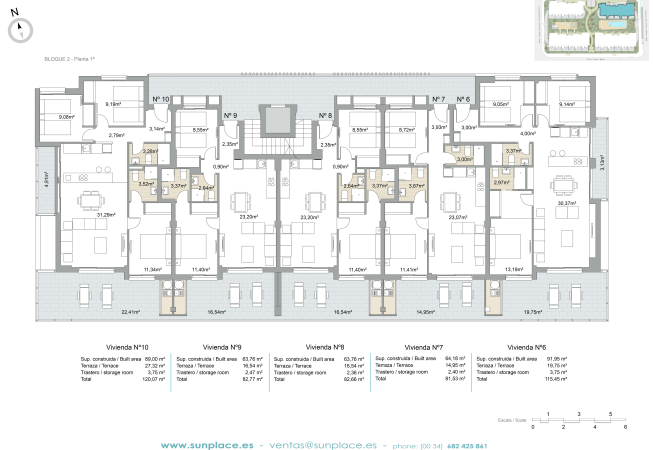 N
BLOQUE 2 - Planta 1ª
Nº 10
Nº 9
Nº 8
Nº 7
Nº 6
9,08m²
9,19m²
2,79m²
3,14m²
8,55m²
2,35m²
0,90m²
2,35m²
0,90m²
8,55m²
8,72m²
3,93m²
3,00m²
9,05m²
9,14m²
4,00m²
3,52m²
3,37m²
2,64m²
2,64m²
3,37m²
3,67m²
3,00m²
3,37m²
2,97m²
4,91m²
3,13m²
31,29m²
23,20m²
23,20m²
23,07m²
30,37m²
11,34m²
11,40m²
11,40m²
11,41m²
13,19m²
22,41m²
16,54m²
16,54m²
14,95m²
19,75m²
Vivienda Nº10
Sup. construida / Built area 89,00 m²
Terraza / Terrace 27,32 m²
Trastero / storage room 3,75 m²
Total 120,07 m²
Vivienda Nº9
Sup. construida / Built area 63,76 m²
Terraza / Terrace 16,54 m²
Trastero / storage room 2,47 m²
Total 82,77 m²
Vivienda Nº8
Sup. construida / Built area 63,76 m²
Terraza / Terrace 16,54 m²
Trastero / storage room 2,36 m²
Total 82,66 m²
Vivienda Nº7
Sup. construida / Built area 64,18 m²
Terraza / Terrace 14,95 m²
Trastero / storage room 2,40 m²
Total 81,53 m²
Vivienda Nº6
Sup. construida / Built area 91,95 m²
Terraza / Terrace 19,75 m²
Trastero / storage room 3,75 m²
Total 115,45 m²
Escala / Scale
1 3 5
0 2 4 6
www.sunplace.es - ventas@sunplace.es - phone: [00 34] 682 425 861